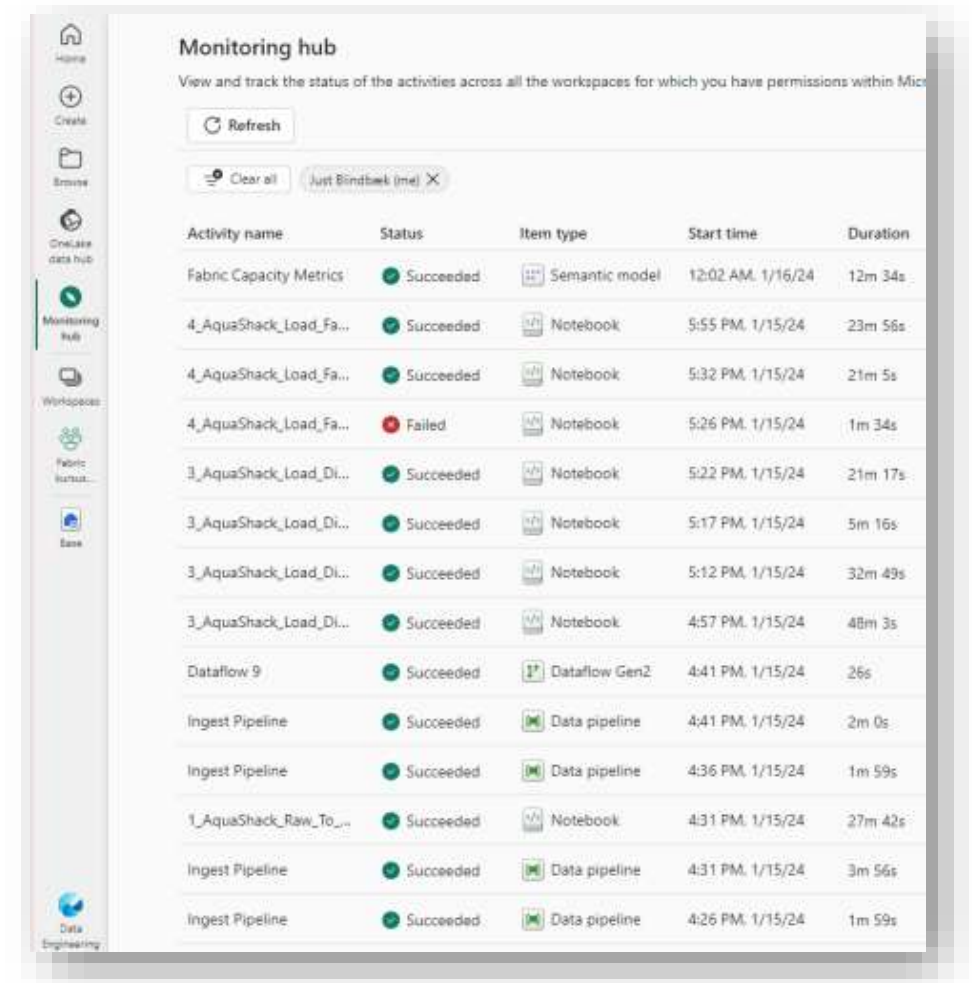 Home
Create
Browse
OneLake
data hub
Monitoring
hub
Workspaces
Fabric
kursus...
Data
Engineering
Monitoring hub
View and track the status of the activities across all the workspaces for which you have permissions within
Refresh
Clear all
Just Blindbæk (me)
Activity name Status Item type Start time Duration
Fabric Capacity Metrics Succeeded Semantic model 12:02 AM, 1/16/24 12m 34s
4_AquaShack_Load_Fa... Succeeded Notebook 5:55 PM, 1/15/24 23m 56s
4_AquaShack_Load_Fa... Succeeded Notebook 5:32 PM, 1/15/24 21m 5s
4_AquaShack_Load_Fa... Failed Notebook 5:26 PM, 1/15/24 1m 34s
3_AquaShack_Load_Di... Succeeded Notebook 5:22 PM, 1/15/24 21m 17s
3_AquaShack_Load_Di... Succeeded Notebook 5:17 PM, 1/15/24 5m 16s
3_AquaShack_Load_Di... Succeeded Notebook 5:12 PM, 1/15/24 32m 49s
3_AquaShack_Load_Di... Succeeded Notebook 4:57 PM, 1/15/24 48m 3s
Dataflow 9 Succeeded Dataflow Gen2 4:41 PM, 1/15/24 26s
Ingest Pipeline Succeeded Data pipeline 4:41 PM, 1/15/24 2m 0s
Ingest Pipeline Succeeded Data pipeline 4:36 PM, 1/15/24 1m 59s
1_AquaShack_Raw_To_... Succeeded Notebook 4:31 PM, 1/15/24 27m 42s
Ingest Pipeline Succeeded Data pipeline 4:31 PM, 1/15/24 3m 56s
Ingest Pipeline Succeeded Data pipeline 4:26 PM, 1/15/24 1m 59s